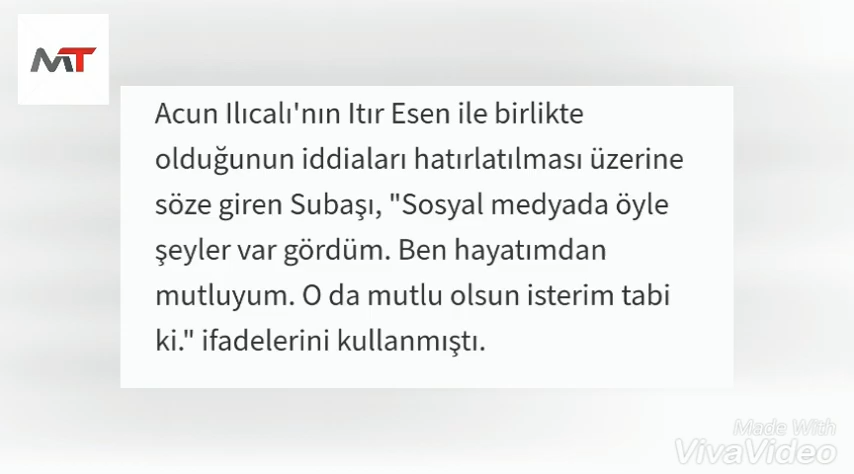 MT
Acun Ilıcalı'nın Itır Esen ile birlikte
olduğunun iddiaları hatırlatılması üzerine
söze giren Subaşı, "Sosyal medyada öyle
şeyler var gördüm. Ben hayatımdan
mutluyum. O da mutlu olsun isterim tabi
ki." ifadelerini kullanmıştı.
Made With
VivaVideo